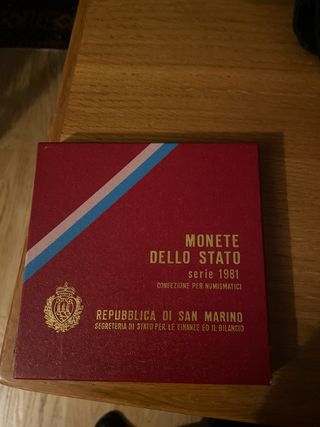 MONETE
DELLO STATO
serie 1981
CONFEZIONE PER NUMISMATICI
REPUBBLICA DI SAN MARINO
SEGRETERIA DI STATO PER LE FINANZE ED IL BILANCIO